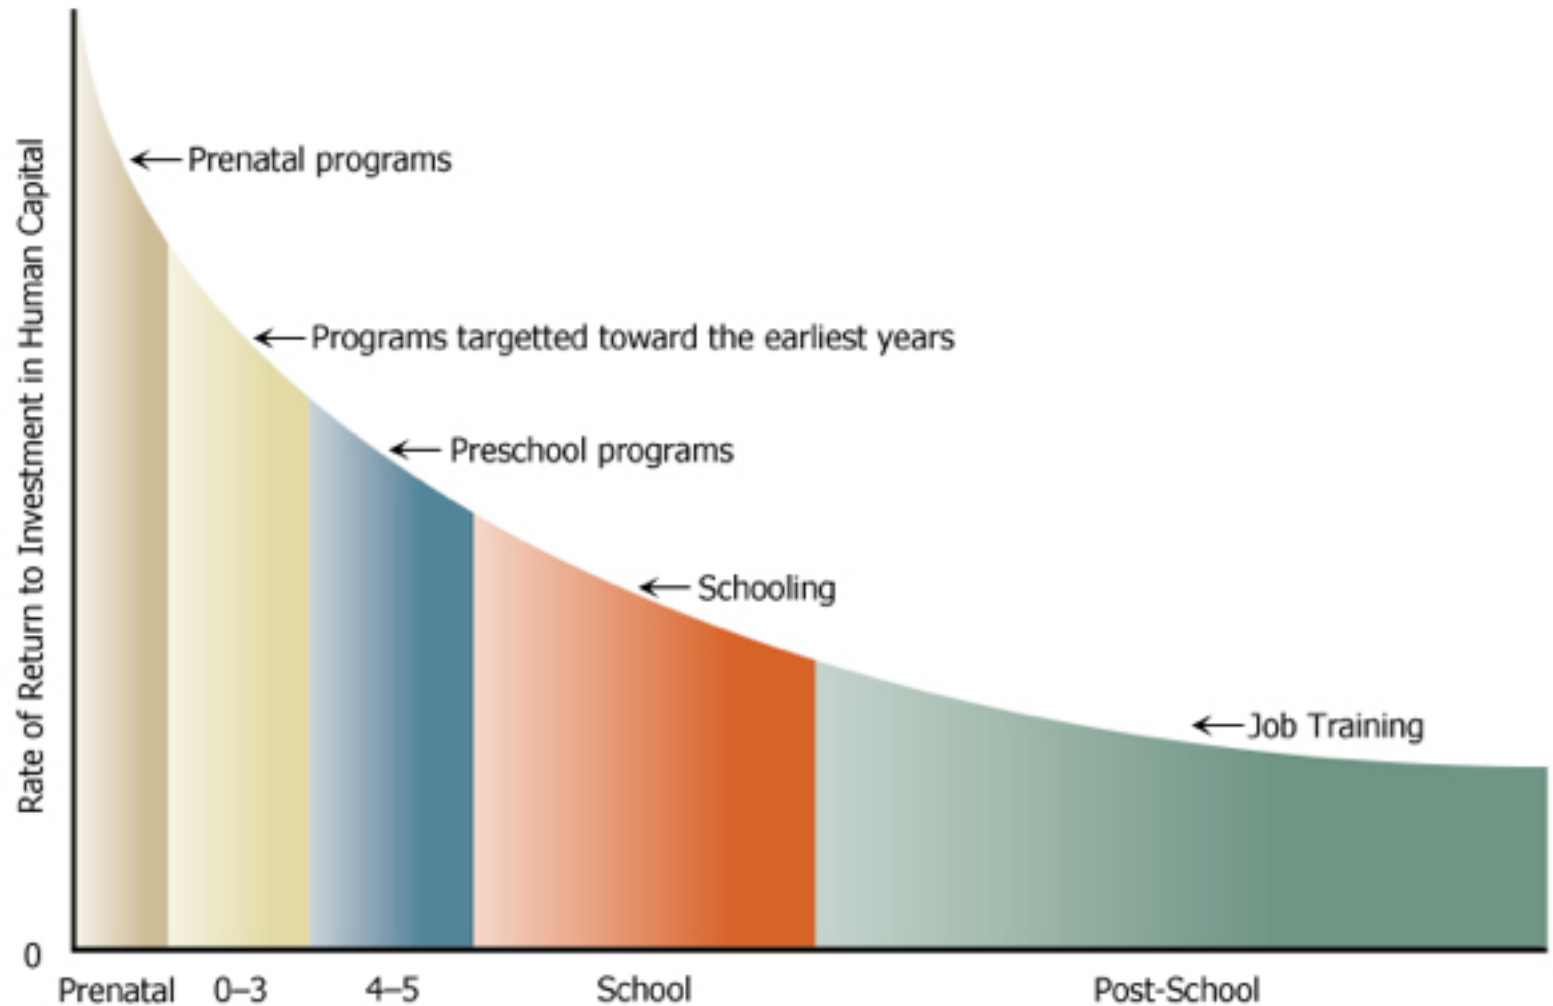 Rate of Return to Investment in Human Capital
Prenatal programs
Programs targetted toward the earliest years
Preschool programs
Schooling
Job Training
0
Prenatal
0–3
4–5
School
Post-School